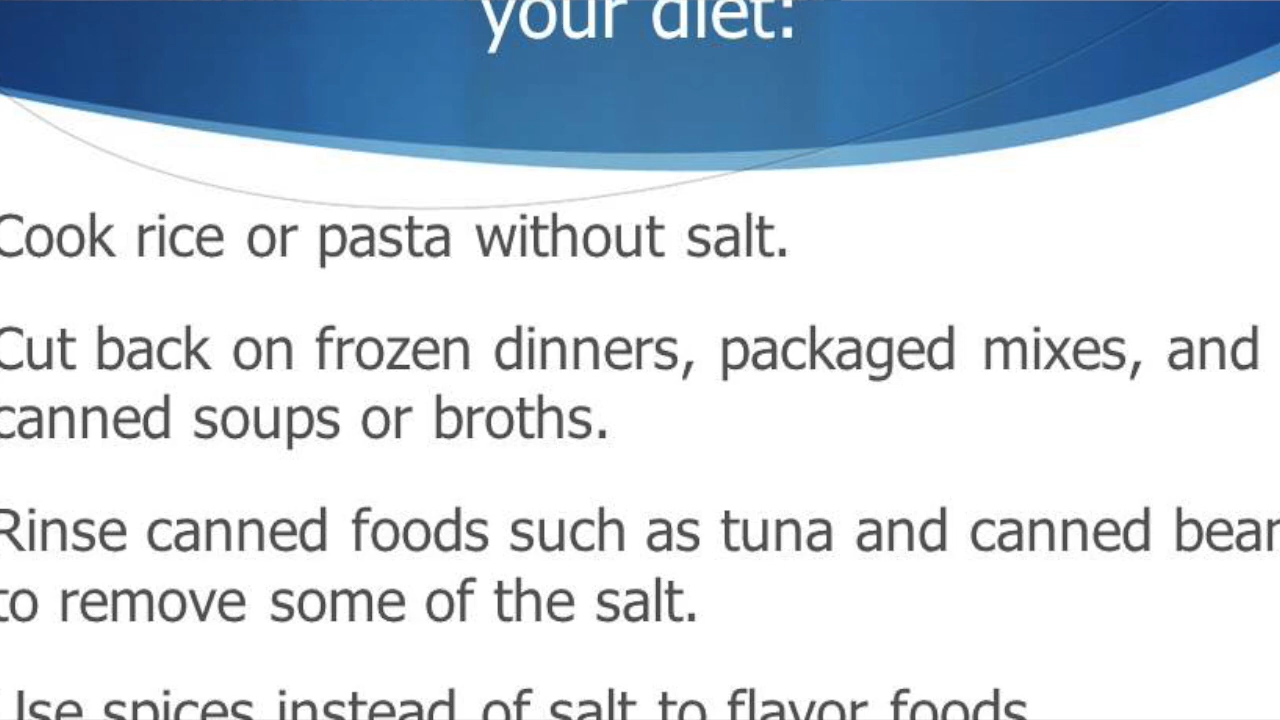 your diet:
Cook rice or pasta without salt.
Cut back on frozen dinners, packaged mixes, and
canned soups or broths.
Rinse canned foods such as tuna and canned bean
to remove some of the salt.
Use spices instead of salt to flavor foods